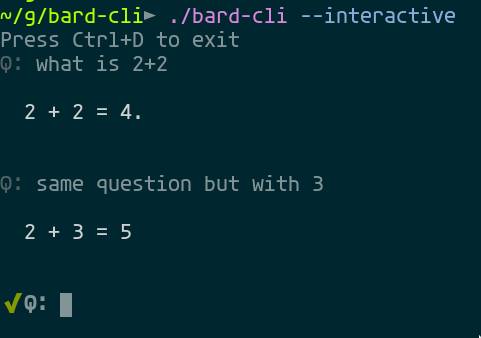 ~/g/bard-cli► ./bard-cli --interactive
Press Ctrl+D to exit
Q: what is 2+2
2 + 2 = 4.
Q: same question but with 3
2 + 3 = 5
✔Q: